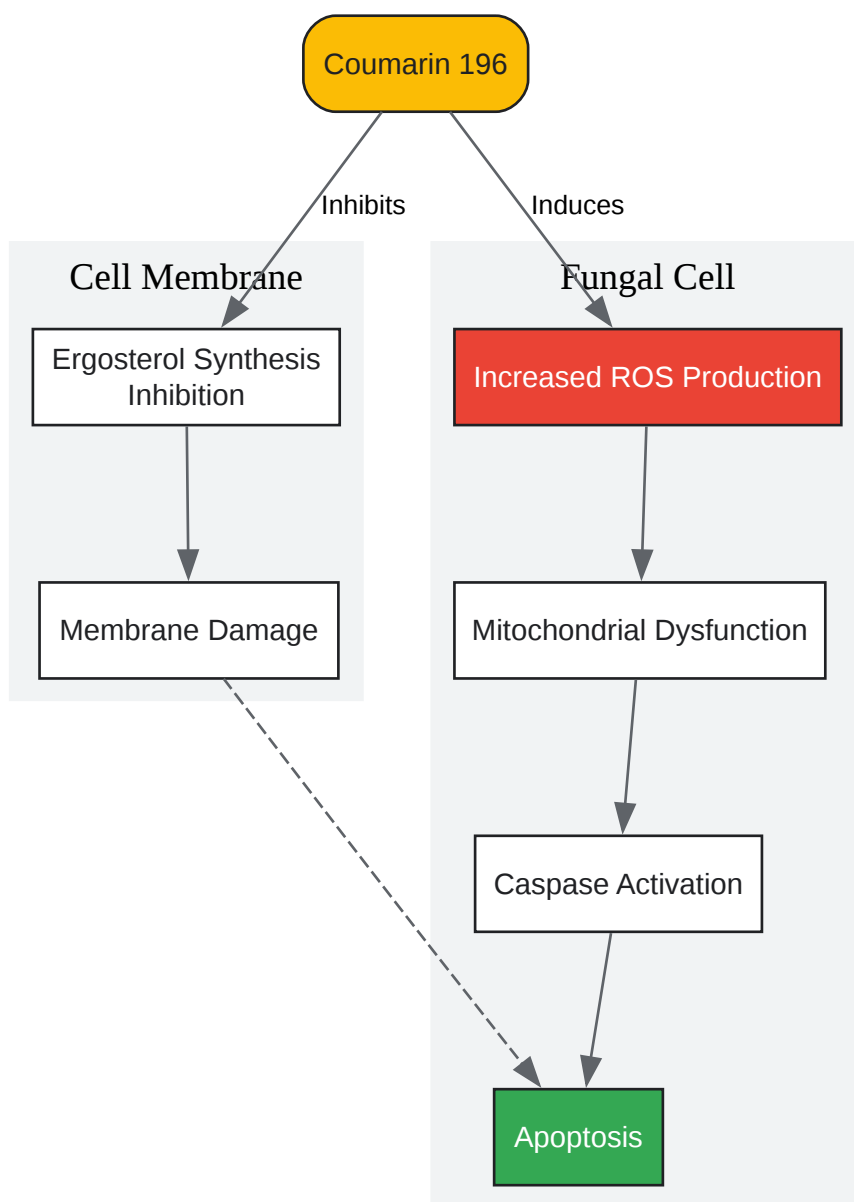 Coumarin 196
Inhibits
Induces
Cell Membrane
Fungal Cell
Ergosterol Synthesis
Inhibition
Increased ROS Production
Membrane Damage
Mitochondrial Dysfunction
Caspase Activation
Apoptosis